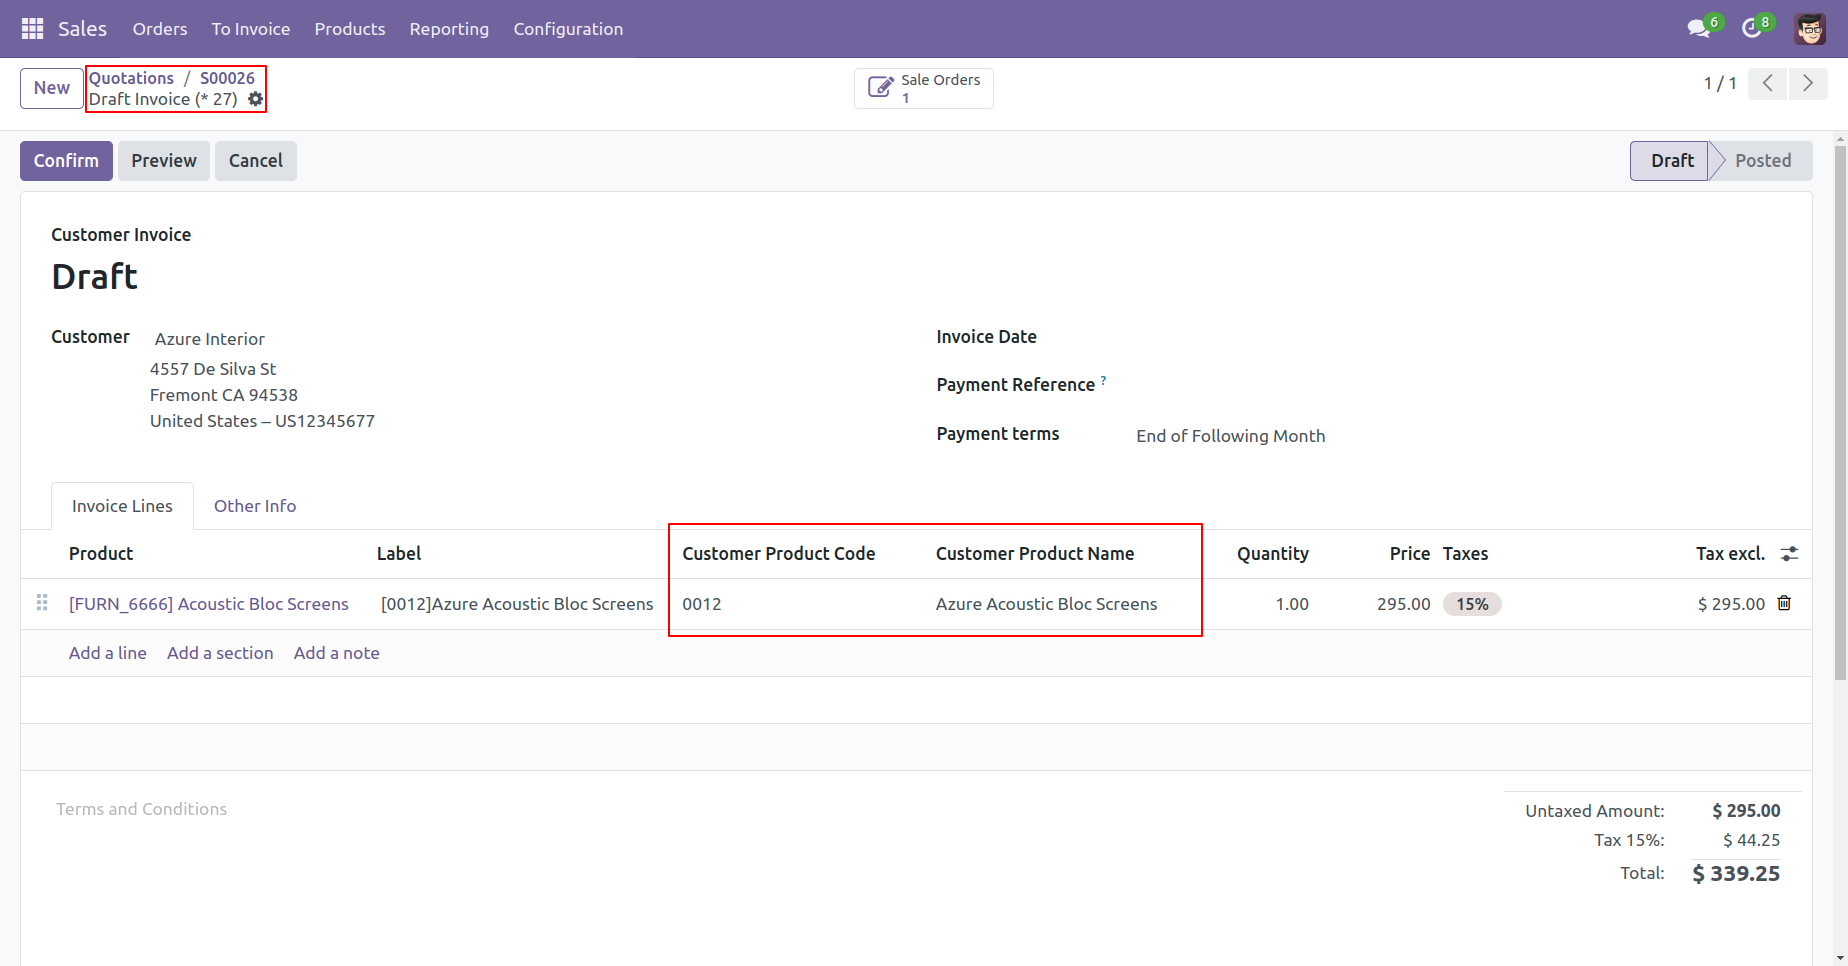 Sales Orders To Invoice Products Reporting Configuration 6 8
New Quotations / S00026
Draft Invoice (* 27)
Sale Orders
1
1 / 1
Confirm Preview Cancel Draft Posted
Customer Invoice
Draft
Customer Azure Interior
4557 De Silva St
Fremont CA 94538
United States – US12345677
Invoice Date
Payment Reference ?
Payment terms End of Following Month
Invoice Lines Other Info
Product Label Customer Product Code Customer Product Name Quantity Price Taxes Tax excl.
[FURN_6666] Acoustic Bloc Screens [0012]Azure Acoustic Bloc Screens 0012 Azure Acoustic Bloc Screens 1.00 295.00 15% $ 295.00
Add a line Add a section Add a note
Terms and Conditions
Untaxed Amount: $ 295.00
Tax 15%: $ 44.25
Total: $ 339.25